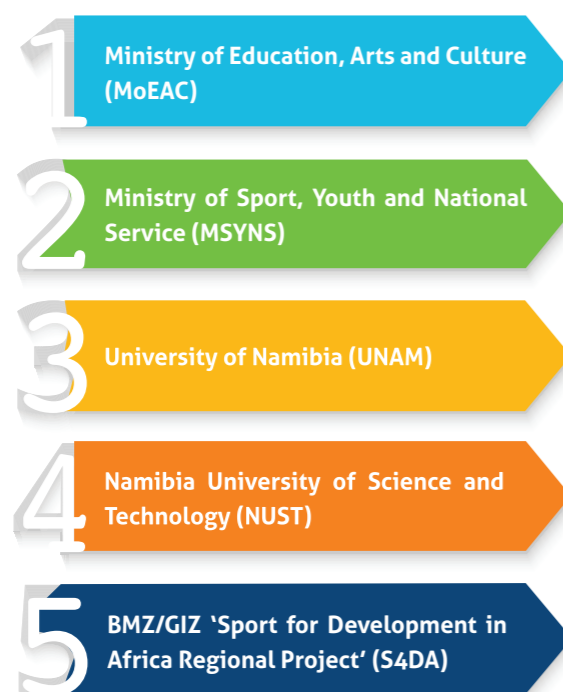 1
Ministry of Education, Arts and Culture
(MoEAC)
2
Ministry of Sport, Youth and National
Service (MSYNS)
3
University of Namibia (UNAM)
4
Namibia University of Science and
Technology (NUST)
5
BMZ/GIZ ‘Sport for Development in
Africa Regional Project’ (S4DA)